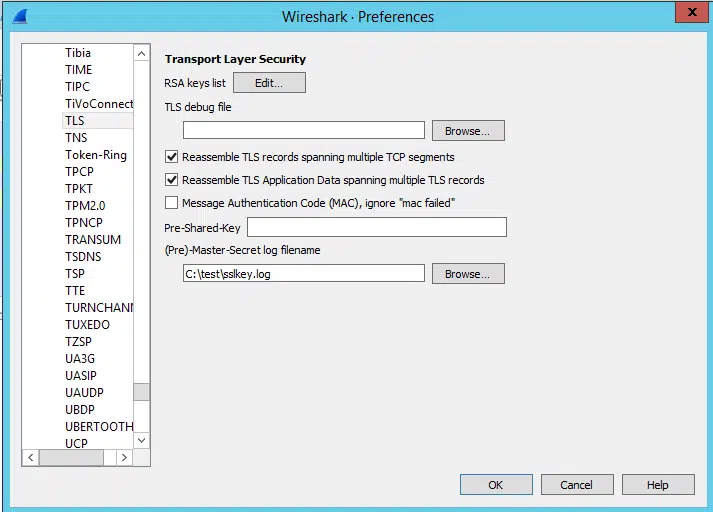 Wireshark · Preferences
x
Tibia
TIME
TIPC
TiVoConnect
TLS
TNS
Token-Ring
TPCP
TPKT
TPM2.0
TPNCP
TRANSUM
TSDNS
TSP
TTE
TURNCHANN
TUXEDO
TZSP
UA3G
UASIP
UAUDP
UBDP
UBERTOOTH
UCP
Transport Layer Security
RSA keys list Edit...
TLS debug file
Browse...
Reassemble TLS records spanning multiple TCP segments
Reassemble TLS Application Data spanning multiple TLS records
Message Authentication Code (MAC), ignore "mac failed"
Pre-Shared-Key
(Pre)-Master-Secret log filename
C:\test\sslkey.log Browse...
OK Cancel Help